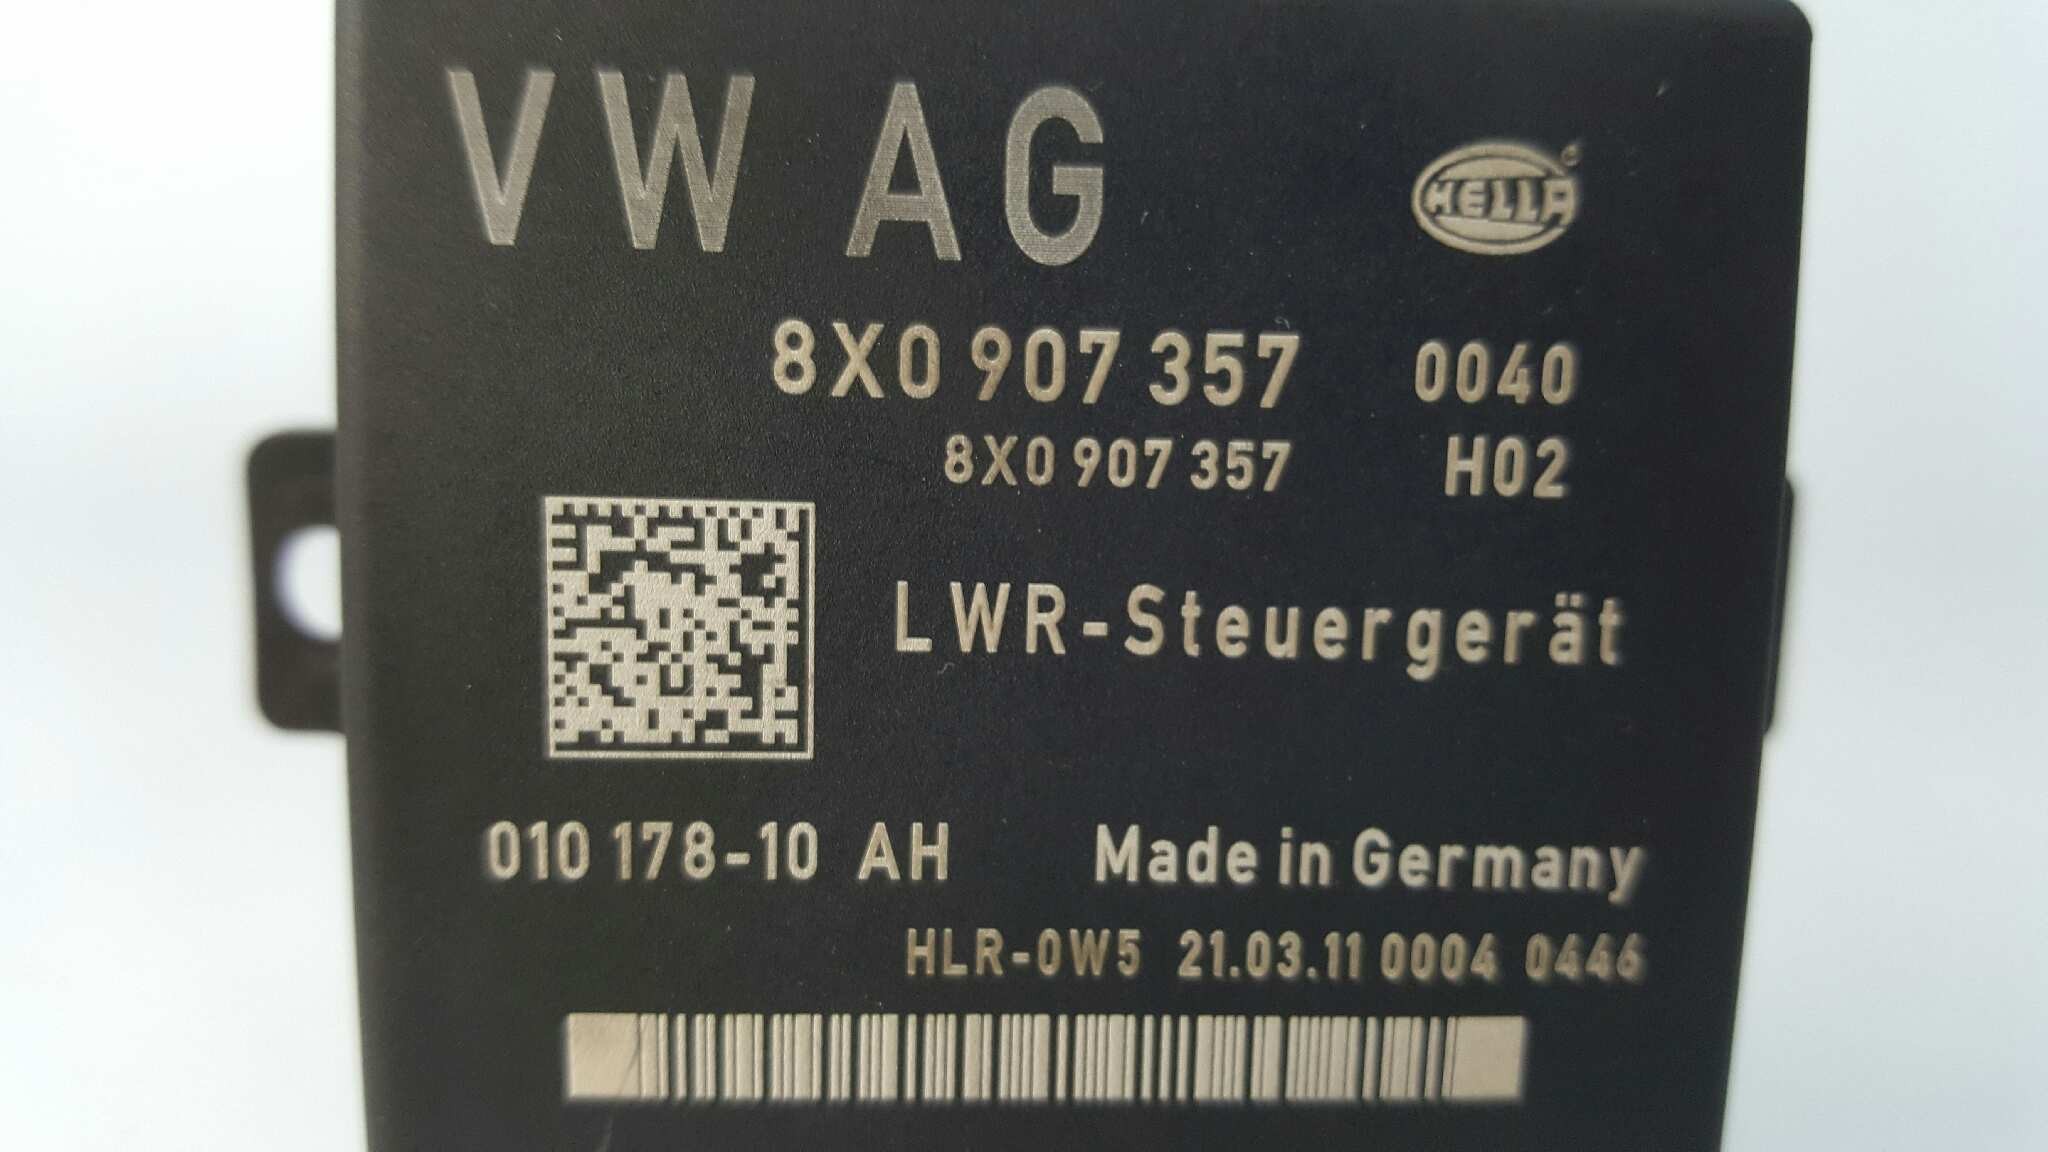 VW AG
HELLA
8X0 907 357 0040
8X0 907 357 H02
LWR-Steuergerät
010 178-10 AH Made in Germany
HLR-0W5 21.03.11 0004 0446